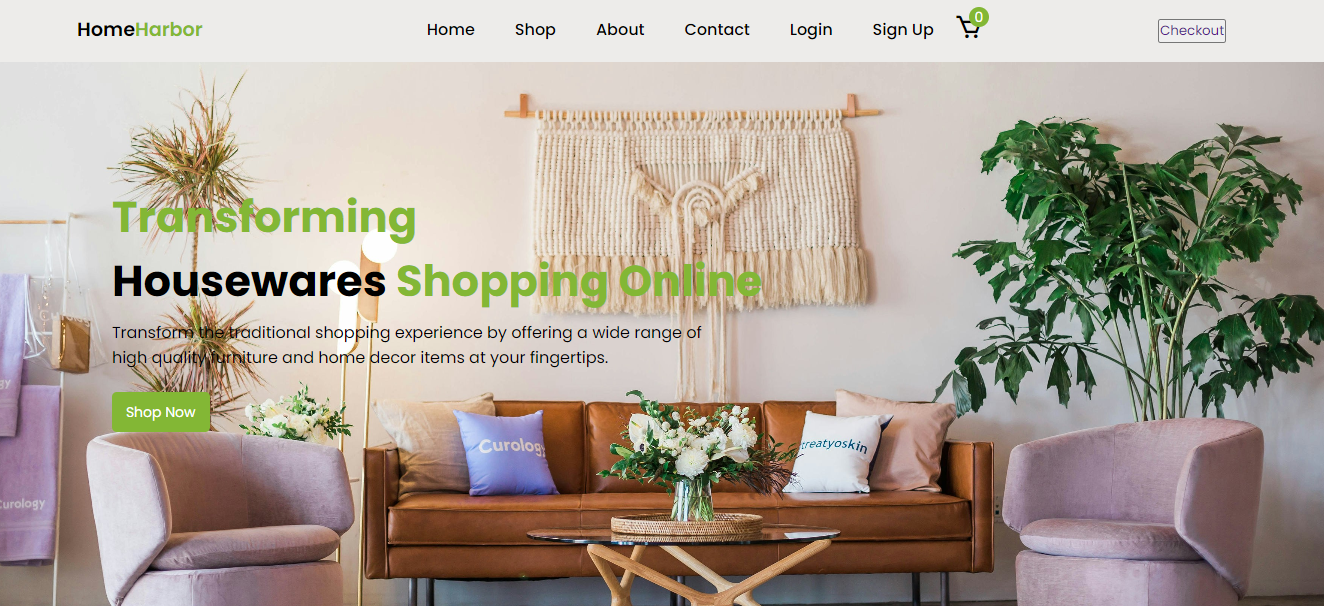 HomeHarbor
Home
Shop
About
Contact
Login
Sign Up
0
Checkout
Transforming
Housewares Shopping Online
Transform the traditional shopping experience by offering a wide range of
high quality furniture and home decor items at your fingertips.
Shop Now
Curology
treatyoskin
Curology